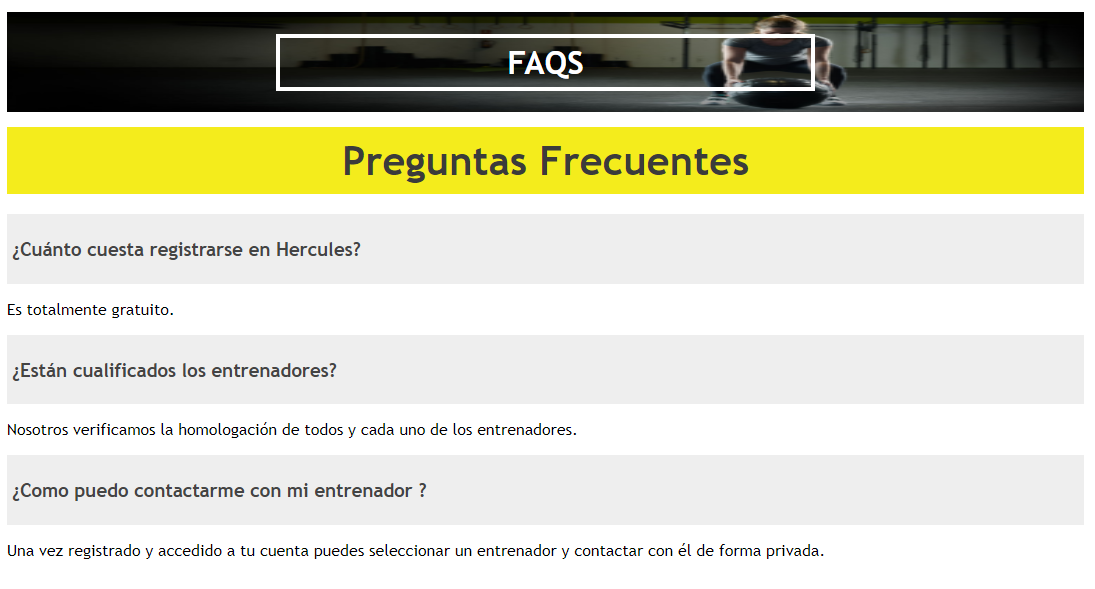 FAQS
Preguntas Frecuentes
¿Cuánto cuesta registrarse en Hercules?
Es totalmente gratuito.
¿Están cualificados los entrenadores?
Nosotros verificamos la homologación de todos y cada uno de los entrenadores.
¿Como puedo contactarme con mi entrenador ?
Una vez registrado y accedido a tu cuenta puedes seleccionar un entrenador y contactar con él de forma privada.